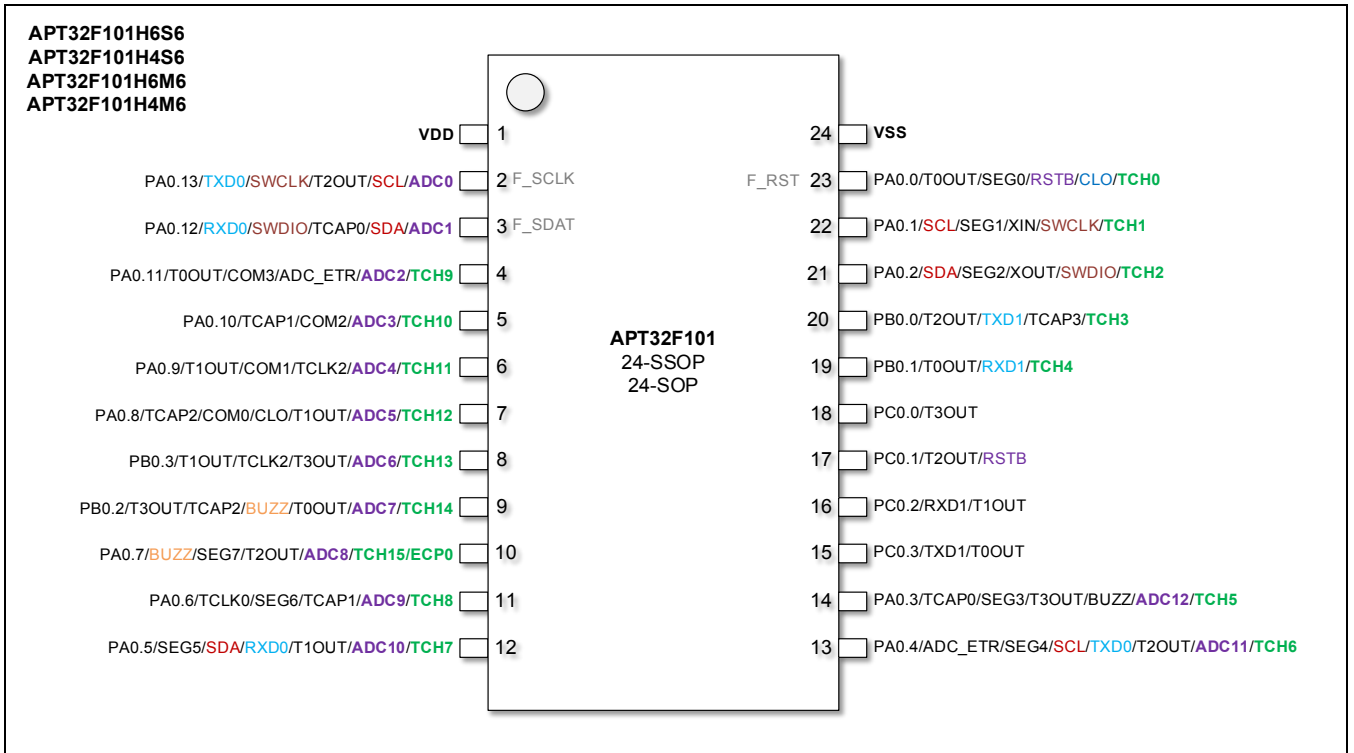 APT32F101H6S6
APT32F101H4S6
APT32F101H6M6
APT32F101H4M6
VDD 1
PA0.13/TXD0/SWCLK/T2OUT/SCL/ADC0 2 F_SCLK
PA0.12/RXD0/SWDIO/TCAP0/SDA/ADC1 3 F_SDAT
PA0.11/T0OUT/COM3/ADC_ETR/ADC2/TCH9 4
PA0.10/TCAP1/COM2/ADC3/TCH10 5
PA0.9/T1OUT/COM1/TCLK2/ADC4/TCH11 6
PA0.8/TCAP2/COM0/CLO/T1OUT/ADC5/TCH12 7
PB0.3/T1OUT/TCLK2/T3OUT/ADC6/TCH13 8
PB0.2/T3OUT/TCAP2/BUZZ/T0OUT/ADC7/TCH14 9
PA0.7/BUZZ/SEG7/T2OUT/ADC8/TCH15/ECP0 10
PA0.6/TCLK0/SEG6/TCAP1/ADC9/TCH8 11
PA0.5/SEG5/SDA/RXD0/T1OUT/ADC10/TCH7 12
APT32F101
24-SSOP
24-SOP
24 VSS
F_RST 23 PA0.0/T0OUT/SEG0/RSTB/CLO/TCH0
22 PA0.1/SCL/SEG1/XIN/SWCLK/TCH1
21 PA0.2/SDA/SEG2/XOUT/SWDIO/TCH2
20 PB0.0/T2OUT/TXD1/TCAP3/TCH3
19 PB0.1/T0OUT/RXD1/TCH4
18 PC0.0/T3OUT
17 PC0.1/T2OUT/RSTB
16 PC0.2/RXD1/T1OUT
15 PC0.3/TXD1/T0OUT
14 PA0.3/TCAP0/SEG3/T3OUT/BUZZ/ADC12/TCH5
13 PA0.4/ADC_ETR/SEG4/SCL/TXD0/T2OUT/ADC11/TCH6